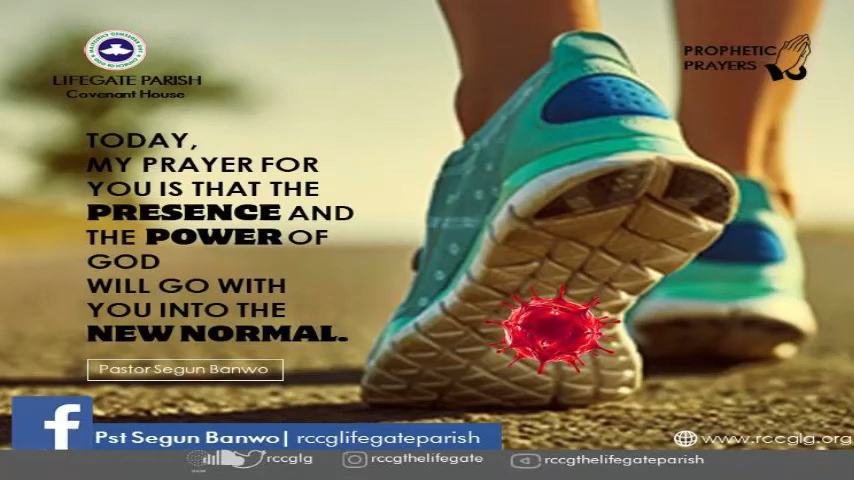 LIFEGATE PARISH
Covenant House
PROPHETIC
PRAYERS
TODAY,
MY PRAYER FOR
YOU IS THAT THE
PRESENCE AND
THE POWER OF
GOD
WILL GO WITH
YOU INTO THE
NEW NORMAL.
Pastor Segun Banwo
f Pst Segun Banwo| rccglifegateparish
www.rccglg.org
rccglg rccgthelifegate rccgthelifegateparish